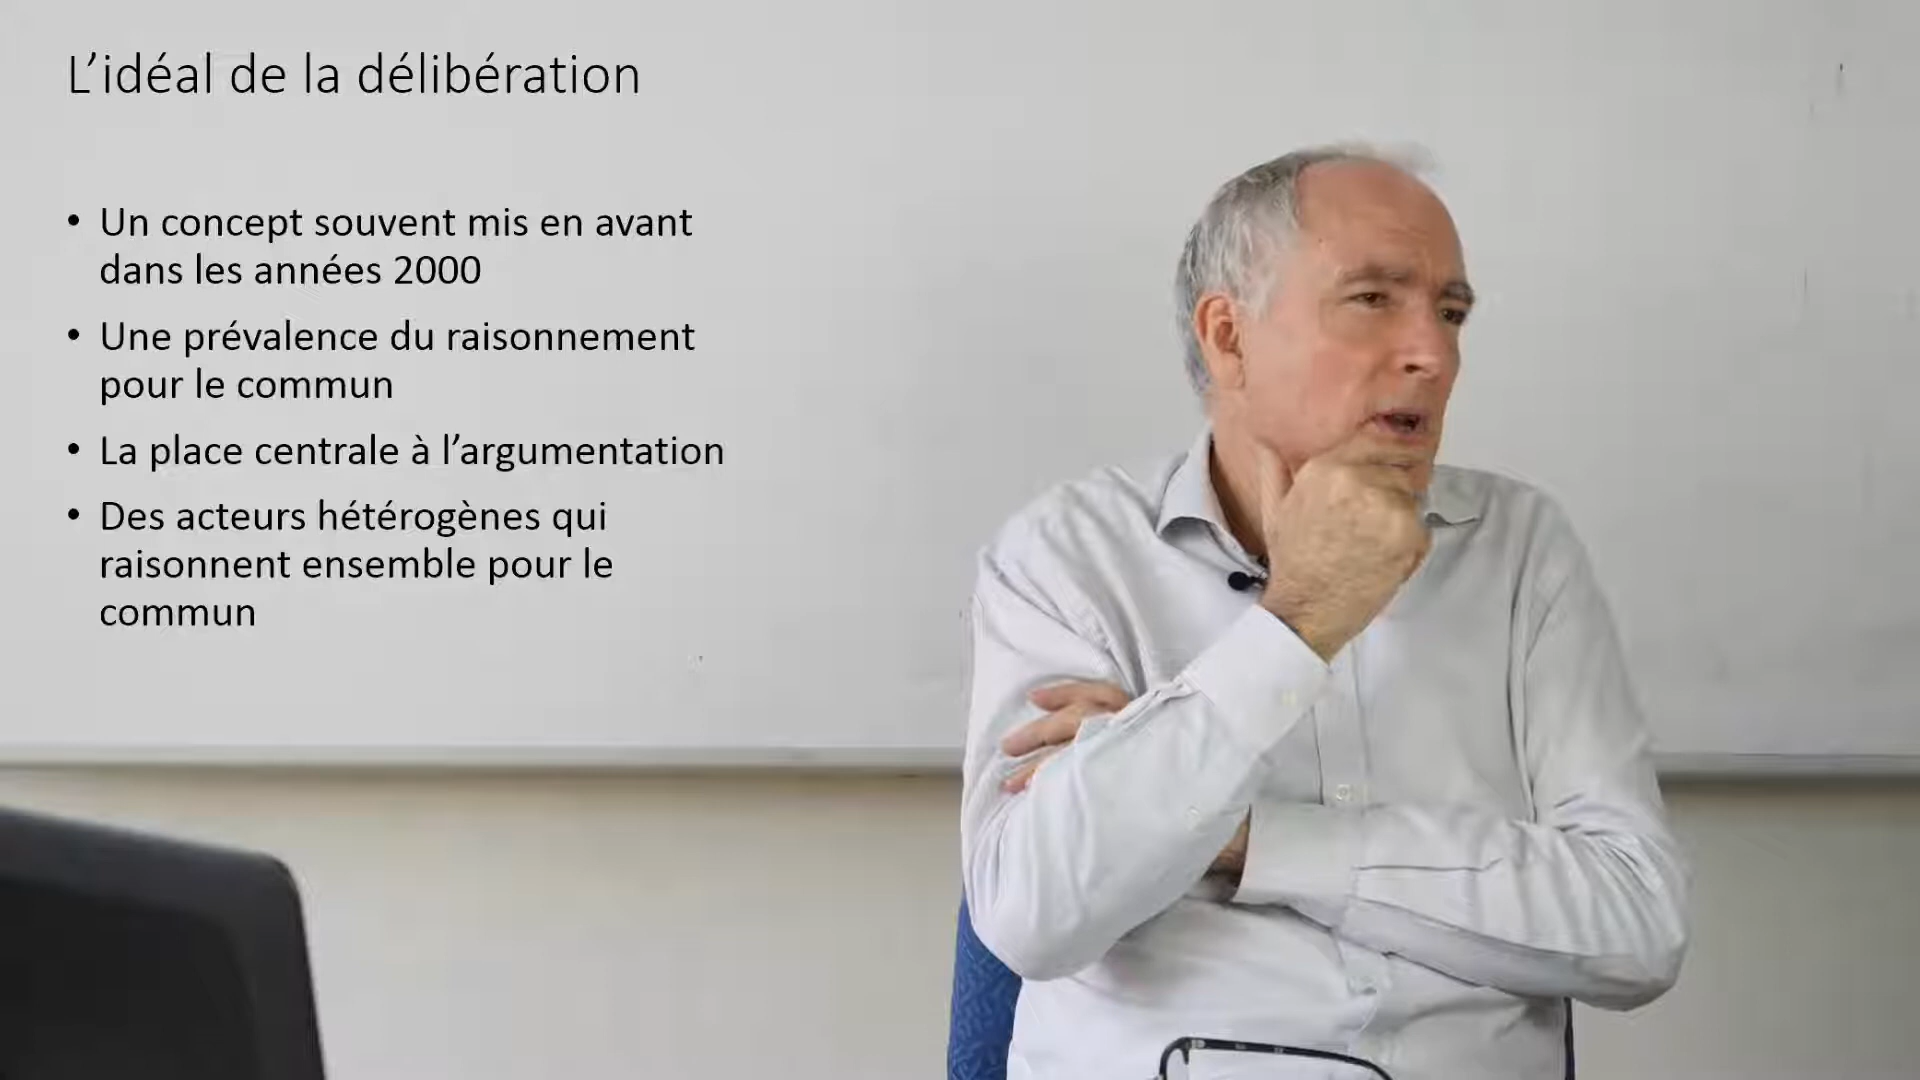 L’idéal de la délibération
• Un concept souvent mis en avant
dans les années 2000
• Une prévalence du raisonnement
pour le commun
• La place centrale à l’argumentation
• Des acteurs hétérogènes qui
raisonnent ensemble pour le
commun